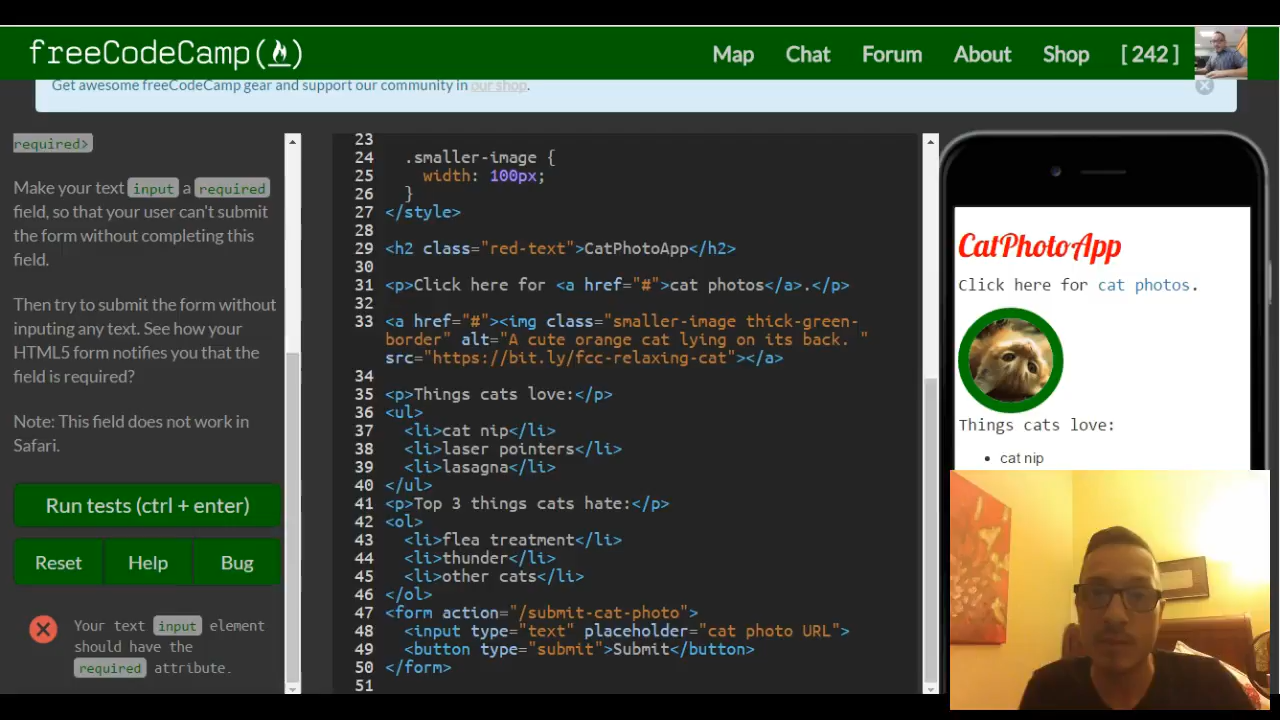 freeCodeCamp(🔥)
Map Chat Forum About Shop [ 242 ]
Get awesome freeCodeCamp gear and support our community in our shop.
required>
Make your text input a required
field, so that your user can't submit
the form without completing this
field.
Then try to submit the form without
inputing any text. See how your
HTML5 form notifies you that the
field is required?
Note: This field does not work in
Safari.
Run tests (ctrl + enter)
Reset Help Bug
Your text input element
should have the
required attribute.
23
24 .smaller-image {
25 width: 100px;
26 }
27 </style>
28
29 <h2 class="red-text">CatPhotoApp</h2>
30
31 <p>Click here for <a href="#">cat photos</a>.</p>
32
33 <a href="#"><img class="smaller-image thick-green-
border" alt="A cute orange cat lying on its back. "
src="https://bit.ly/fcc-relaxing-cat"></a>
34
35 <p>Things cats love:</p>
36 <ul>
37 <li>cat nip</li>
38 <li>laser pointers</li>
39 <li>lasagna</li>
40 </ul>
41 <p>Top 3 things cats hate:</p>
42 <ol>
43 <li>flea treatment</li>
44 <li>thunder</li>
45 <li>other cats</li>
46 </ol>
47 <form action="/submit-cat-photo">
48 <input type="text" placeholder="cat photo URL">
49 <button type="submit">Submit</button>
50 </form>
51
CatPhotoApp
Click here for cat photos.
Things cats love:
• cat nip